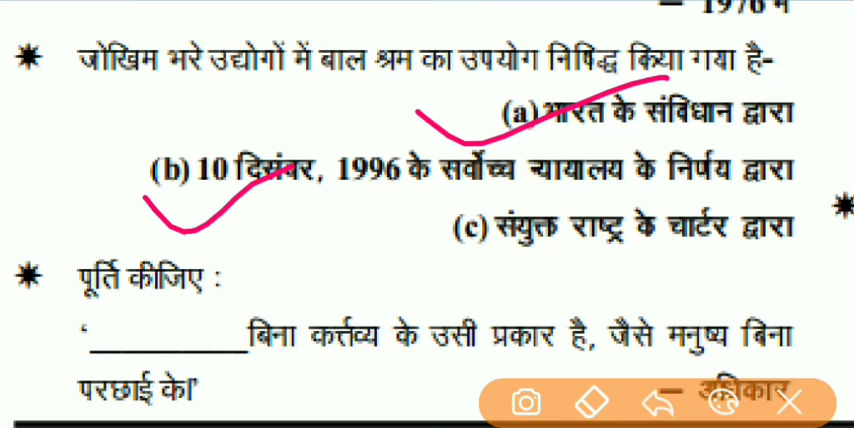 — 1976 में
* जोखिम भरे उद्योगों में बाल श्रम का उपयोग निषिद्ध किया गया है-
(a) भारत के संविधान द्वारा
(b) 10 दिसंबर, 1996 के सर्वोच्च न्यायालय के निर्णय द्वारा
(c) संयुक्त राष्ट्र के चार्टर द्वारा
* पूर्ति कीजिए :
‘__________बिना कर्त्तव्य के उसी प्रकार है, जैसे मनुष्य बिना
परछाई के।’ — अधिकार